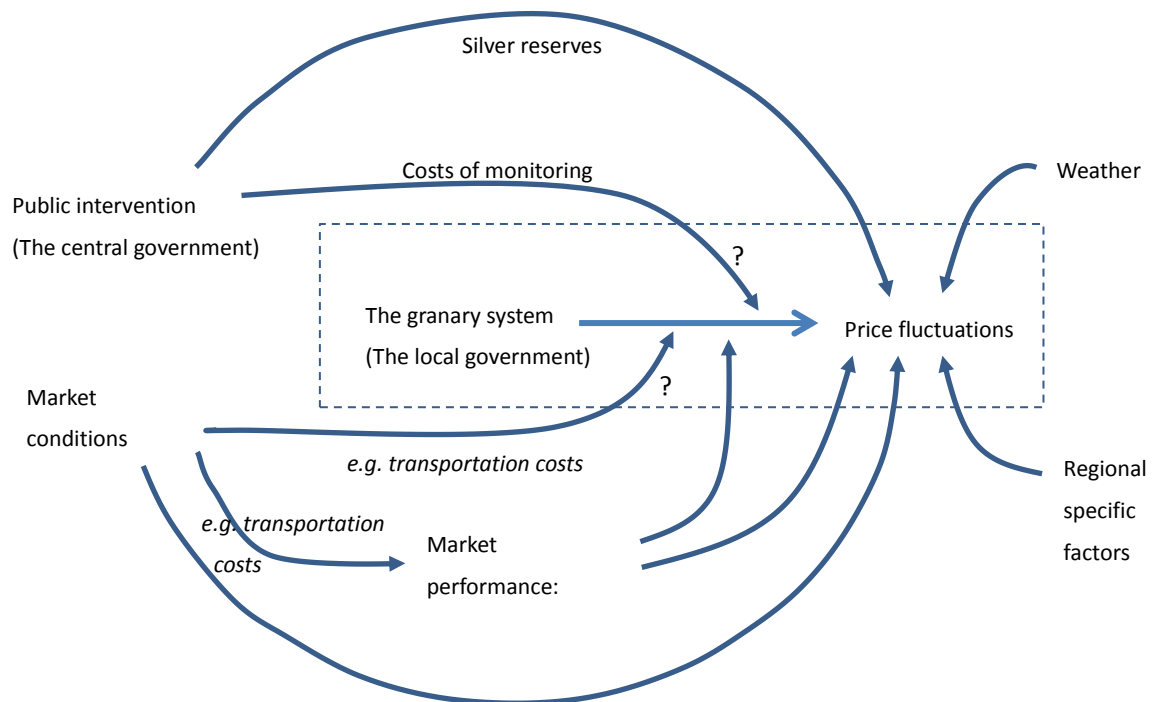 Silver reserves
Costs of monitoring
Weather
Public intervention
(The central government)
?
The granary system
(The local government)
Price fluctuations
?
Market
conditions
e.g. transportation costs
Regional
specific
factors
e.g. transportation
costs
Market
performance: